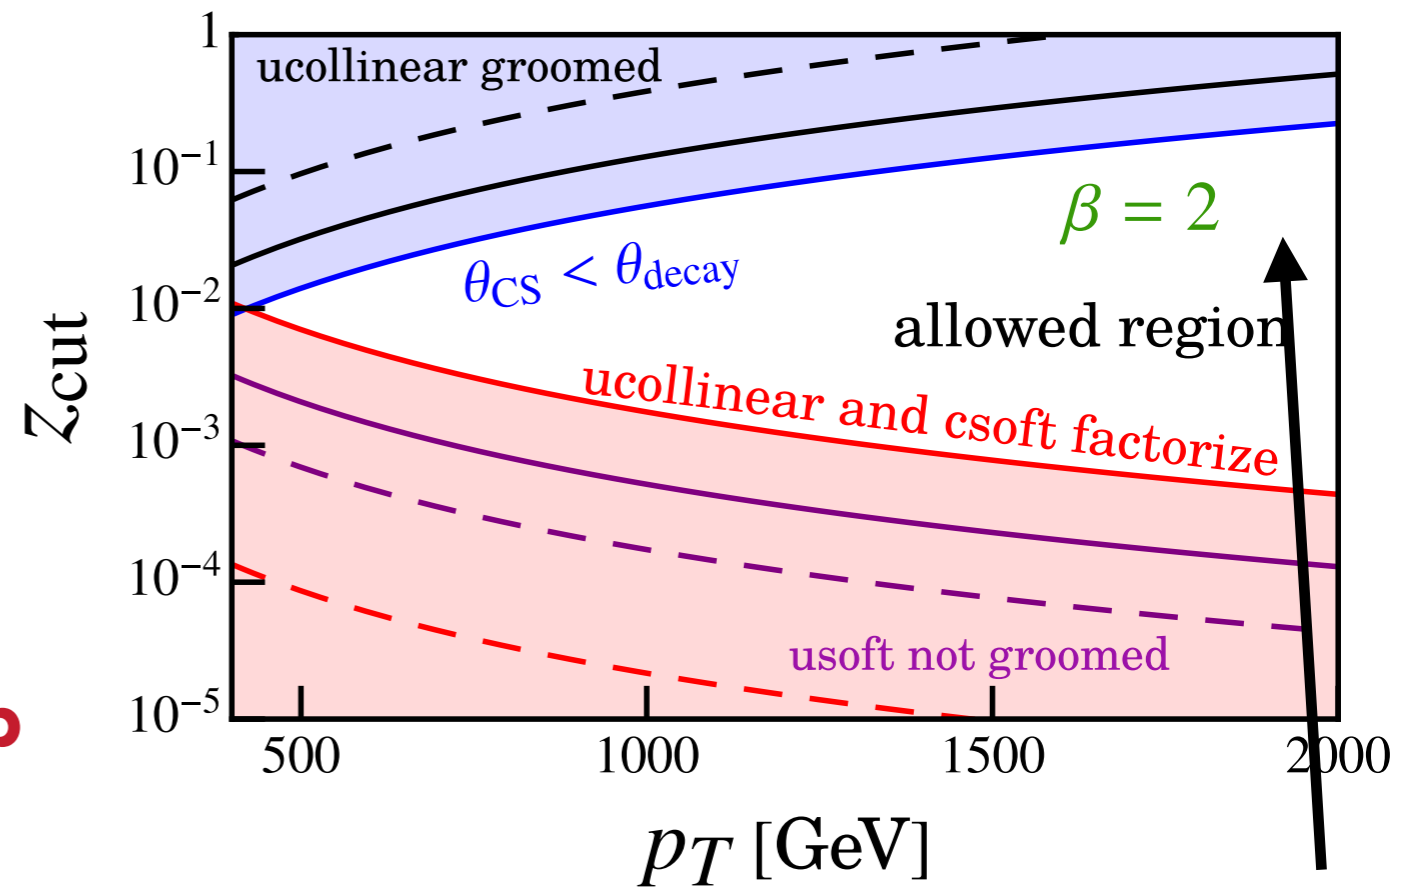 1
ucollinear groomed
10−1
β = 2
θCS < θdecay
10−2
allowed region
zcut
ucollinear and csoft factorize
10−3
10−4
usoft not groomed
10−5
500 1000 1500 2000
pT [GeV]